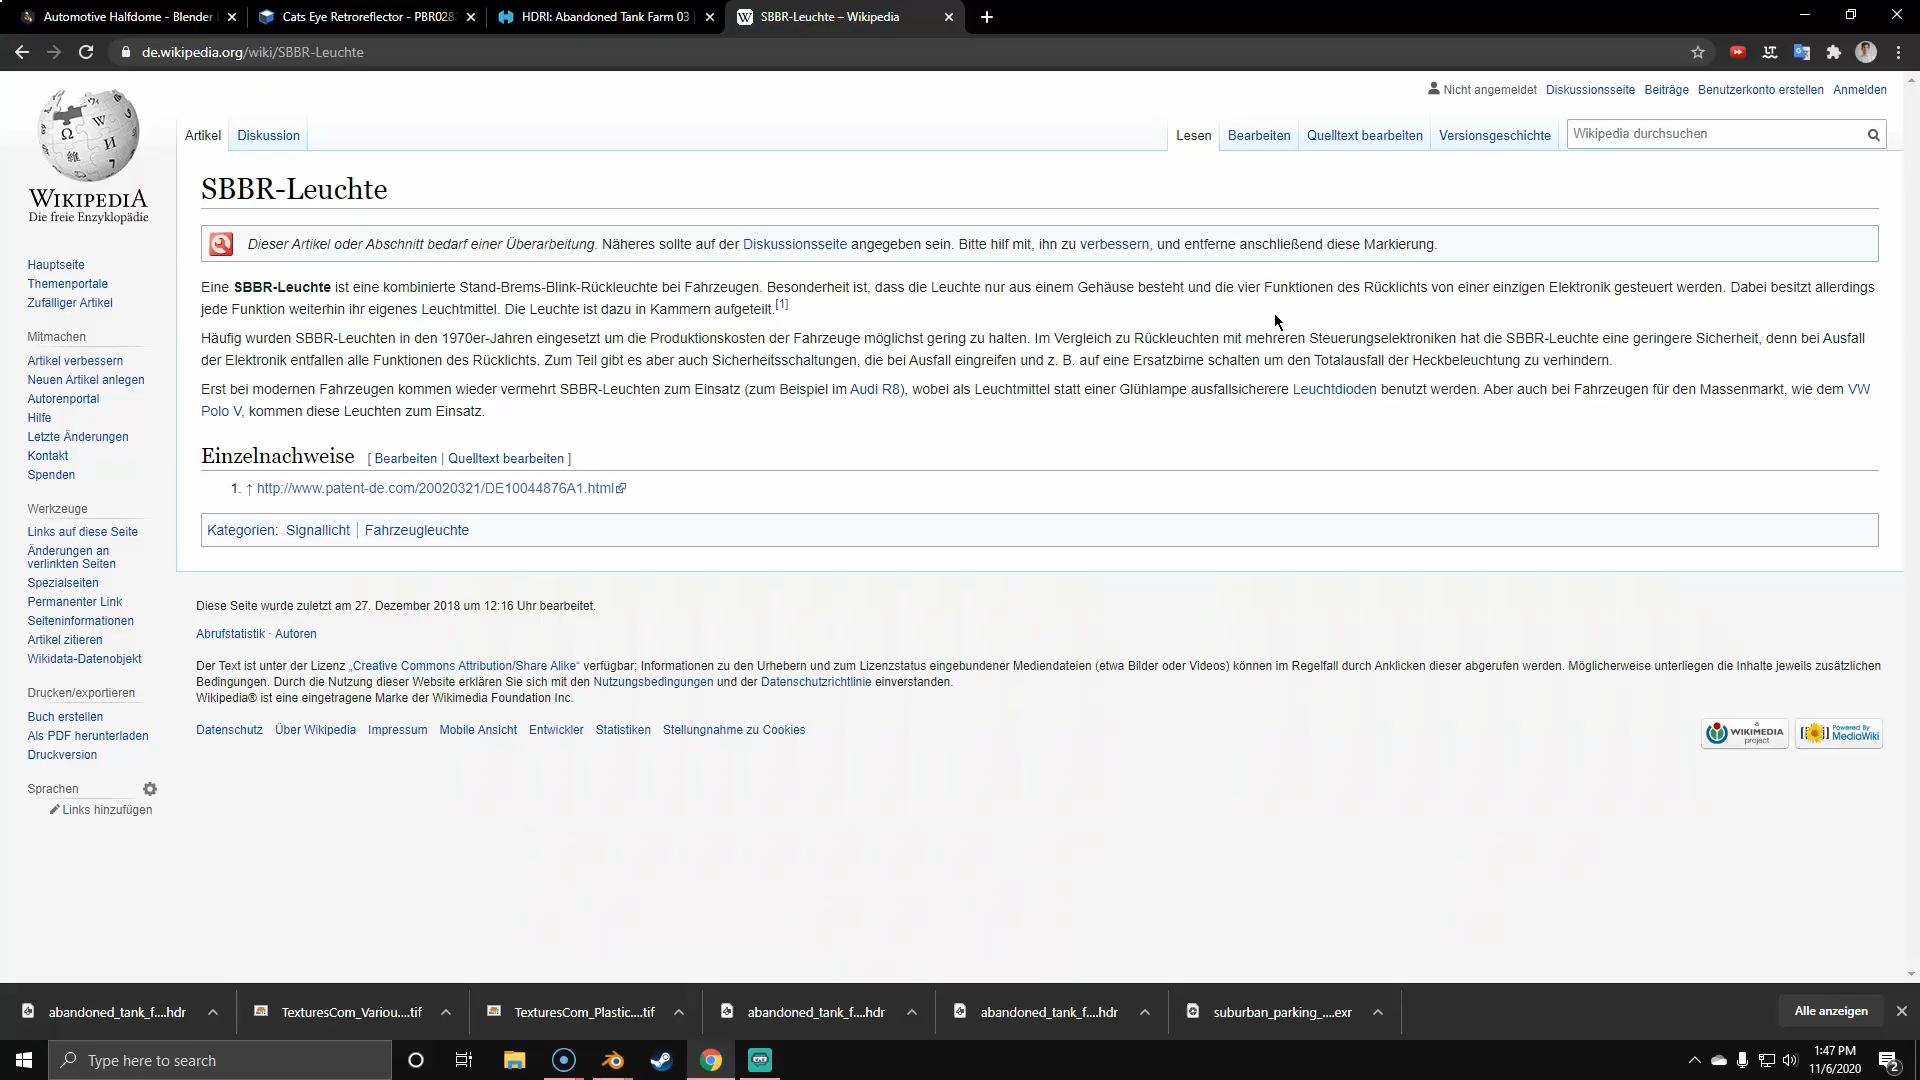 Automotive Halfdome - Blender
Cats Eye Retroreflector - PBR028
HDRI: Abandoned Tank Farm 03
SBBR-Leuchte – Wikipedia
de.wikipedia.org/wiki/SBBR-Leuchte
Nicht angemeldet Diskussionsseite Beiträge Benutzerkonto erstellen Anmelden
Artikel Diskussion Lesen Bearbeiten Quelltext bearbeiten Versionsgeschichte Wikipedia durchsuchen
WIKIPEDIA
Die freie Enzyklopädie
Hauptseite
Themenportale
Zufälliger Artikel
Mitmachen
Artikel verbessern
Neuen Artikel anlegen
Autorenportal
Hilfe
Letzte Änderungen
Kontakt
Spenden
Werkzeuge
Links auf diese Seite
Änderungen an
verlinkten Seiten
Spezialseiten
Permanenter Link
Seiteninformationen
Artikel zitieren
Wikidata-Datenobjekt
Drucken/exportieren
Buch erstellen
Als PDF herunterladen
Druckversion
Sprachen
Links hinzufügen
SBBR-Leuchte
Dieser Artikel oder Abschnitt bedarf einer Überarbeitung. Näheres sollte auf der Diskussionsseite angegeben sein. Bitte hilf mit, ihn zu verbessern, und entferne anschließend diese Markierung.
Eine SBBR-Leuchte ist eine kombinierte Stand-Brems-Blink-Rückleuchte bei Fahrzeugen. Besonderheit ist, dass die Leuchte nur aus einem Gehäuse besteht und die vier Funktionen des Rücklichts von einer einzigen Elektronik gesteuert werden. Dabei besitzt allerdings
jede Funktion weiterhin ihr eigenes Leuchtmittel. Die Leuchte ist dazu in Kammern aufgeteilt.[1]
Häufig wurden SBBR-Leuchten in den 1970er-Jahren eingesetzt um die Produktionskosten der Fahrzeuge möglichst gering zu halten. Im Vergleich zu Rückleuchten mit mehreren Steuerungselektroniken hat die SBBR-Leuchte eine geringere Sicherheit, denn bei Ausfall
der Elektronik entfallen alle Funktionen des Rücklichts. Zum Teil gibt es aber auch Sicherheitsschaltungen, die bei Ausfall eingreifen und z. B. auf eine Ersatzbirne schalten um den Totalausfall der Heckbeleuchtung zu verhindern.
Erst bei modernen Fahrzeugen kommen wieder vermehrt SBBR-Leuchten zum Einsatz (zum Beispiel im Audi R8), wobei als Leuchtmittel statt einer Glühlampe ausfallsicherere Leuchtdioden benutzt werden. Aber auch bei Fahrzeugen für den Massenmarkt, wie dem VW
Polo V, kommen diese Leuchten zum Einsatz.
Einzelnachweise [ Bearbeiten | Quelltext bearbeiten ]
1. ↑ http://www.patent-de.com/20020321/DE10044876A1.html
Kategorien: Signallicht | Fahrzeugleuchte
Diese Seite wurde zuletzt am 27. Dezember 2018 um 12:16 Uhr bearbeitet.
Abrufstatistik · Autoren
Der Text ist unter der Lizenz „Creative Commons Attribution/Share Alike“ verfügbar; Informationen zu den Urhebern und zum Lizenzstatus eingebundener Mediendateien (etwa Bilder oder Videos) können im Regelfall durch Anklicken dieser abgerufen werden. Möglicherweise unterliegen die Inhalte jeweils zusätzlichen
Bedingungen. Durch die Nutzung dieser Website erklären Sie sich mit den Nutzungsbedingungen und der Datenschutzrichtlinie einverstanden.
Wikipedia® ist eine eingetragene Marke der Wikimedia Foundation Inc.
Datenschutz Über Wikipedia Impressum Mobile Ansicht Entwickler Statistiken Stellungnahme zu Cookies
a
WIKIMEDIA
project
Powered By
MediaWiki
abandoned_tank_f....hdr TexturesCom_Variou....tif TexturesCom_Plastic....tif abandoned_tank_f....hdr abandoned_tank_f....hdr suburban_parking_....exr Alle anzeigen
Type here to search
1:47 PM
11/6/2020
2